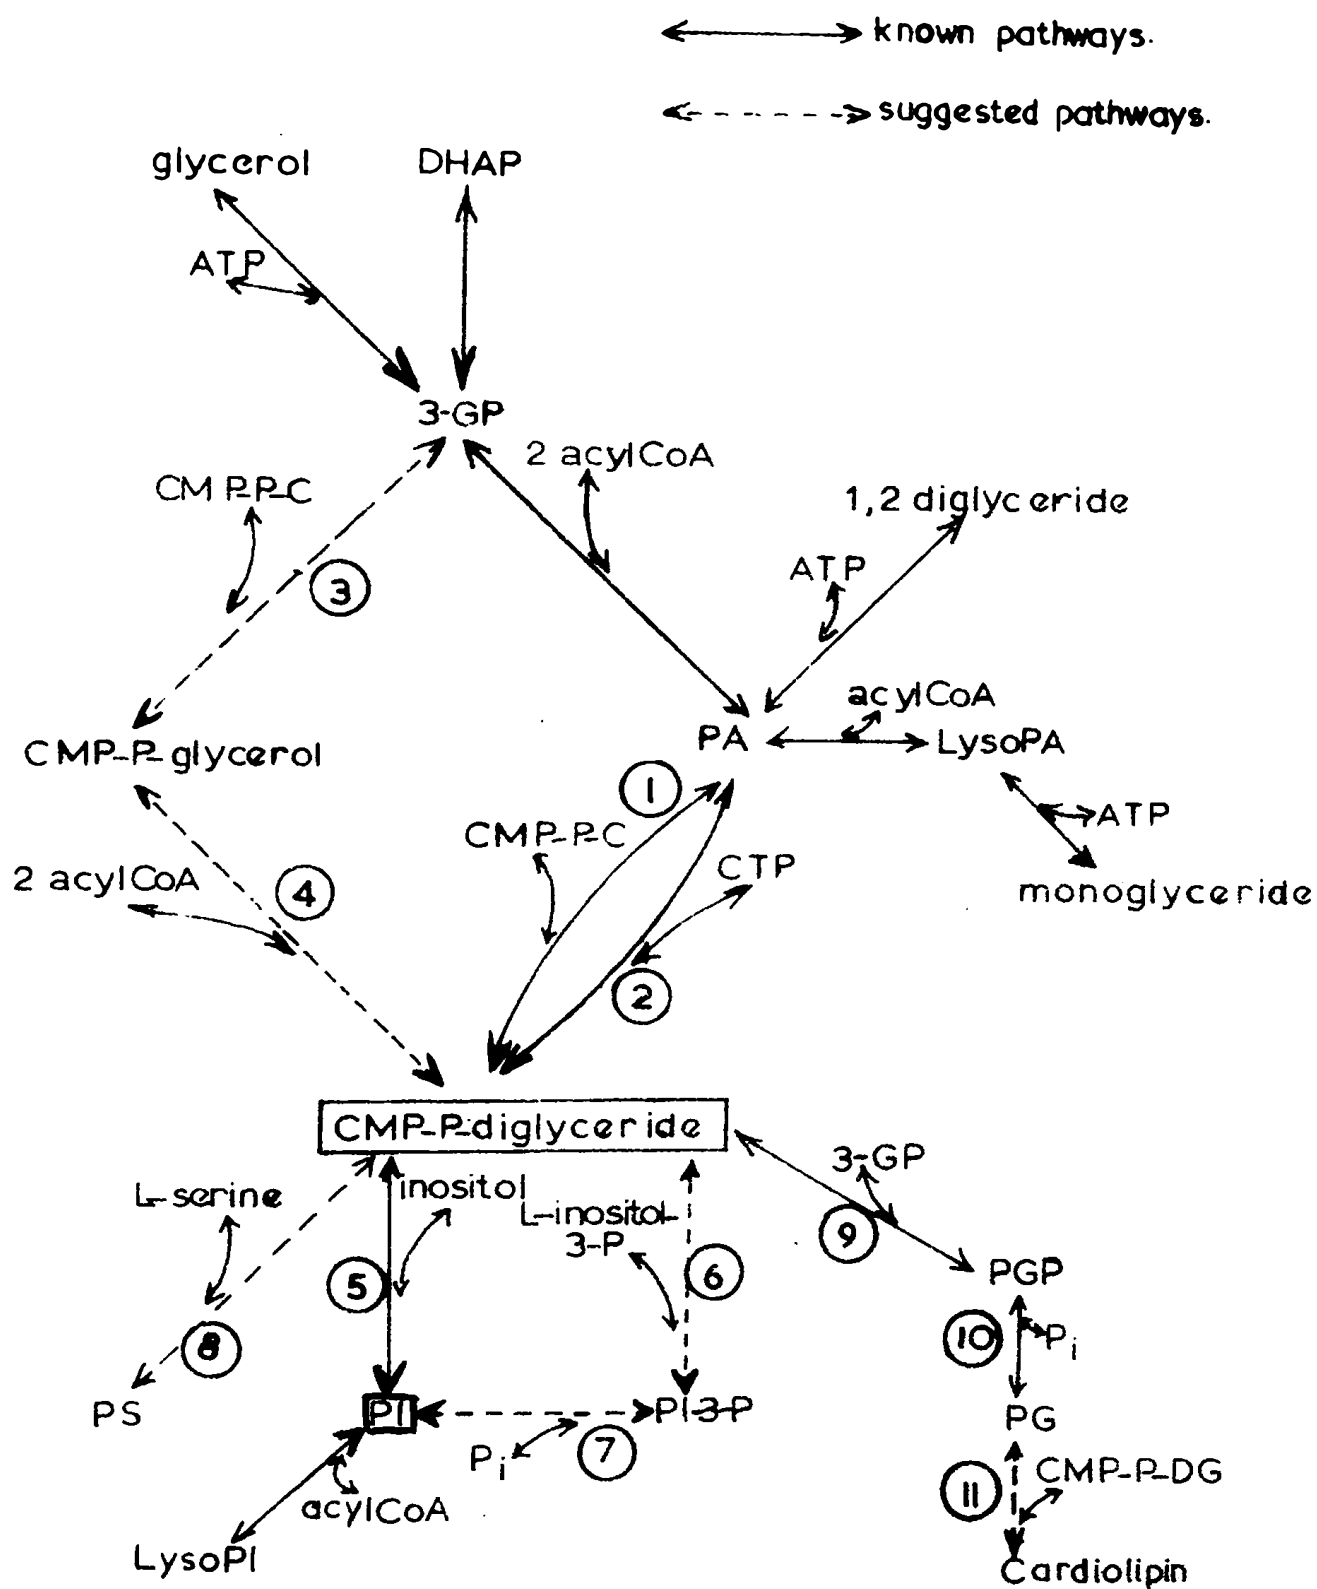 known pathways.
suggested pathways.
glycerol
DHAP
ATP
3-GP
2 acylCoA
CMP-P-C
1,2 diglyceride
ATP
3
acylCoA
PA
LysoPA
CMP-P-glycerol
1
ATP
CMP-P-C
CTP
2 acylCoA
4
monoglyceride
2
CMP-P-diglyceride
3-GP
L-serine
inositol
L-inositol-
3-P
9
5
6
PGP
8
10
Pi
PS
PI
PI-3-P
PG
Pi
7
CMP-P-DG
11
acylCoA
LysoPI
Cardiolipin